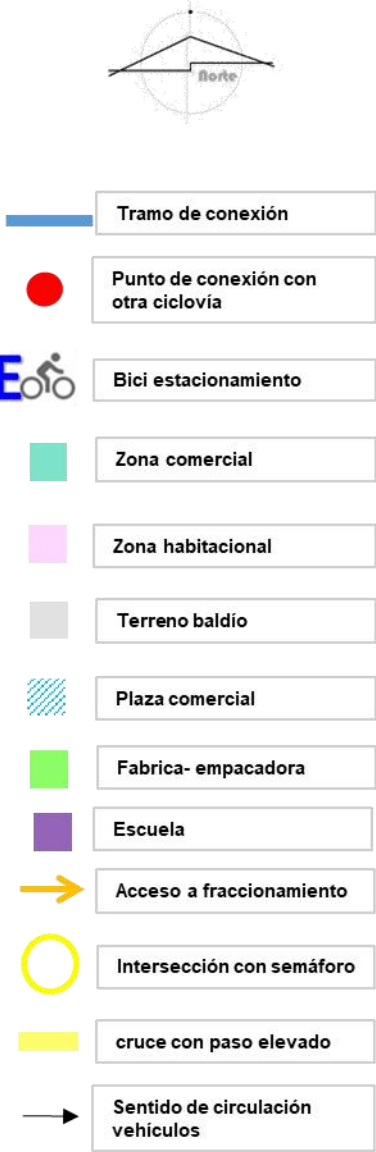 Norte
Tramo de conexión
Punto de conexión con
otra ciclovía
E
Bici estacionamiento
Zona comercial
Zona habitacional
Terreno baldío
Plaza comercial
Fabrica- empacadora
Escuela
Acceso a fraccionamiento
Intersección con semáforo
cruce con paso elevado
Sentido de circulación
vehículos